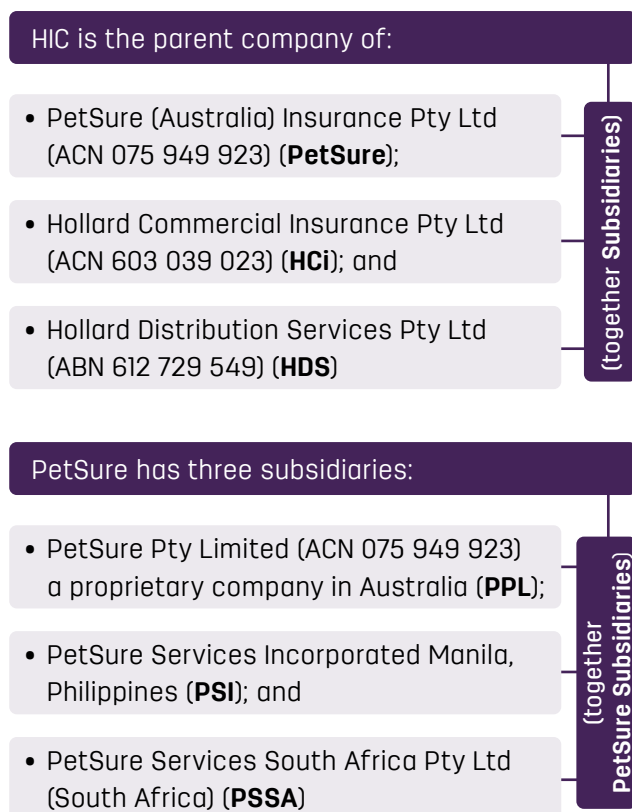 HIC is the parent company of:
• PetSure (Australia) Insurance Pty Ltd
(ACN 075 949 923) (PetSure);
• Hollard Commercial Insurance Pty Ltd
(ACN 603 039 023) (HCi); and
• Hollard Distribution Services Pty Ltd
(ABN 612 729 549) (HDS)
(together Subsidiaries)
PetSure has three subsidiaries:
• PetSure Pty Limited (ACN 075 949 923)
a proprietary company in Australia (PPL);
• PetSure Services Incorporated Manila,
Philippines (PSI); and
• PetSure Services South Africa Pty Ltd
(South Africa) (PSSA)
(together
PetSure Subsidiaries)